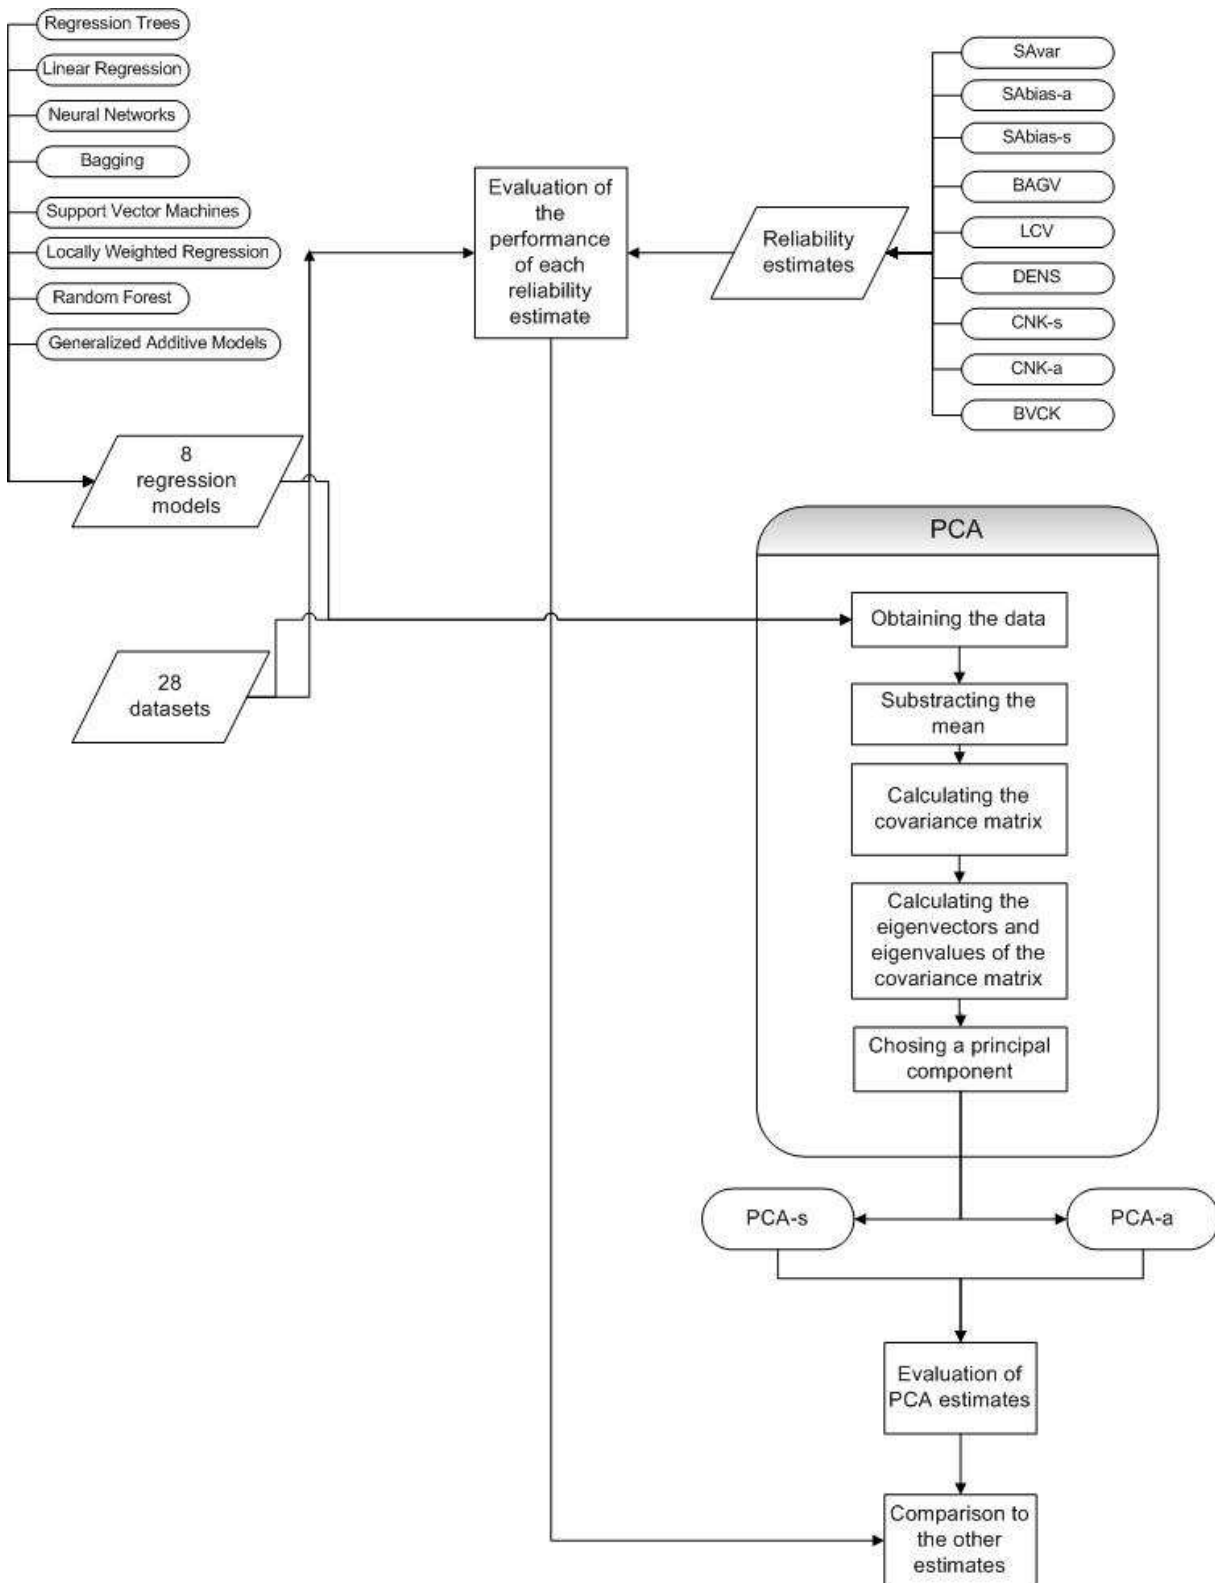 Regression Trees
Linear Regression
Neural Networks
Bagging
Support Vector Machines
Locally Weighted Regression
Random Forest
Generalized Additive Models
8
regression
models
28
datasets
Evaluation of
the
performance
of each
reliability
estimate
Reliability
estimates
SAvar
SAbias-a
SAbias-s
BAGV
LCV
DENS
CNK-s
CNK-a
BVCK
PCA
Obtaining the data
Substracting the
mean
Calculating the
covariance matrix
Calculating the
eigenvectors and
eigenvalues of the
covariance matrix
Chosing a principal
component
PCA-s
PCA-a
Evaluation of
PCA estimates
Comparison to
the other
estimates